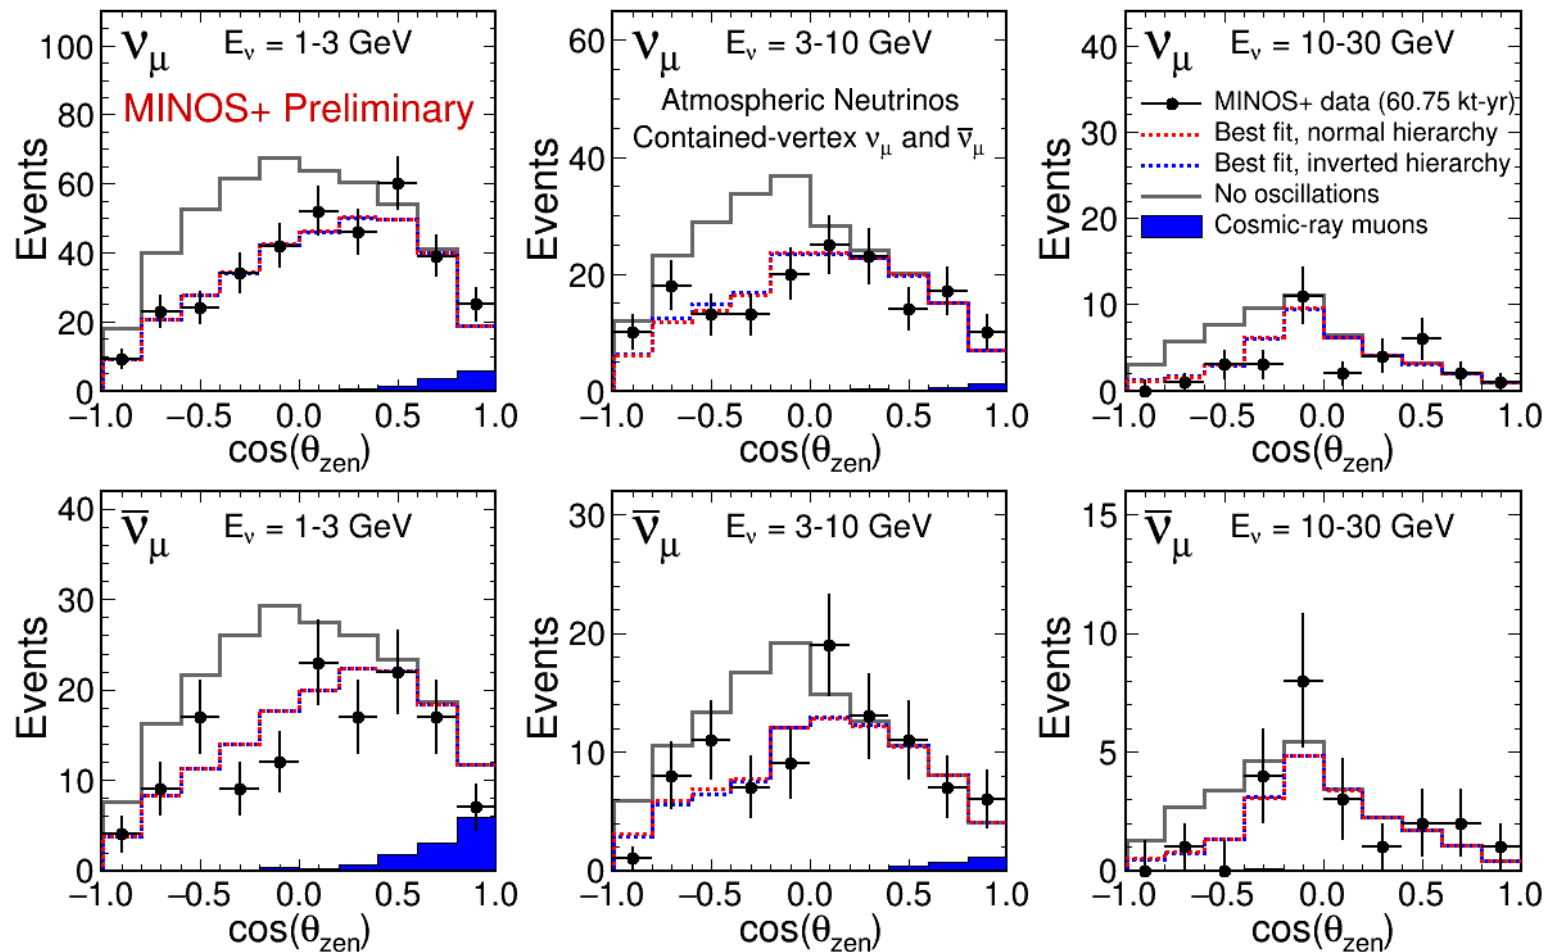 νμ Eν = 1-3 GeV
MINOS+ Preliminary
Events
100
80
60
40
20
0
−1.0 −0.5 0.0 0.5 1.0
cos(θzen)
νμ Eν = 3-10 GeV
Atmospheric Neutrinos
Contained-vertex νμ and ν̅μ
Events
60
40
20
0
−1.0 −0.5 0.0 0.5 1.0
cos(θzen)
νμ Eν = 10-30 GeV
MINOS+ data (60.75 kt-yr)
Best fit, normal hierarchy
Best fit, inverted hierarchy
No oscillations
Cosmic-ray muons
Events
40
30
20
10
0
−1.0 −0.5 0.0 0.5 1.0
cos(θzen)
ν̅μ Eν = 1-3 GeV
Events
40
30
20
10
0
−1.0 −0.5 0.0 0.5 1.0
cos(θzen)
ν̅μ Eν = 3-10 GeV
Events
30
20
10
0
−1.0 −0.5 0.0 0.5 1.0
cos(θzen)
ν̅μ Eν = 10-30 GeV
Events
15
10
5
0
−1.0 −0.5 0.0 0.5 1.0
cos(θzen)